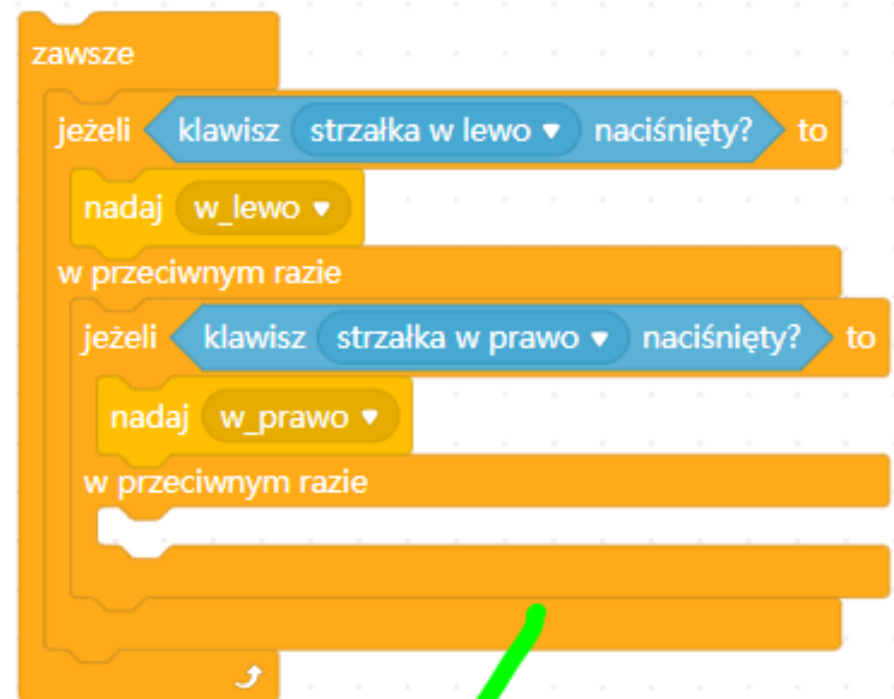 zawsze
jeżeli klawisz strzałka w lewo naciśnięty? to
nadaj w_lewo
w przeciwnym razie
jeżeli klawisz strzałka w prawo naciśnięty? to
nadaj w_prawo
w przeciwnym razie